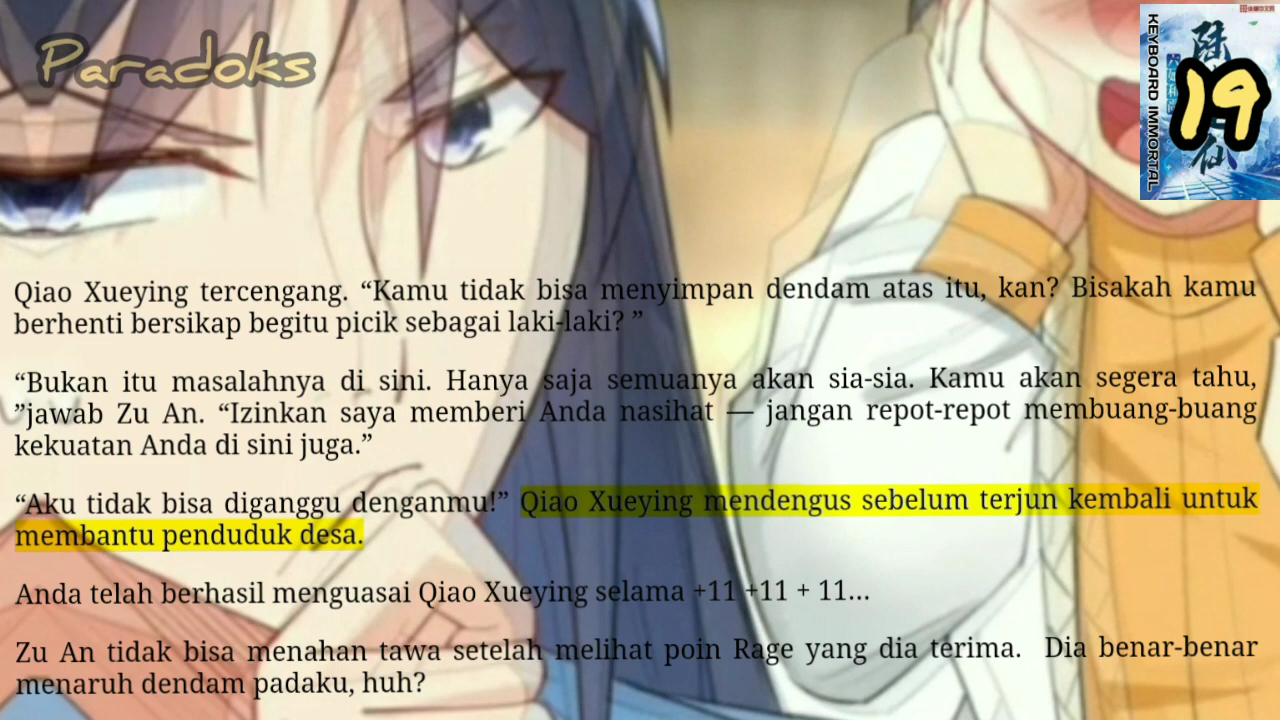 Paradoks
KEYBOARD IMMORTAL
19
Qiao Xueying tercengang. “Kamu tidak bisa menyimpan dendam atas itu, kan? Bisakah kamu
berhenti bersikap begitu picik sebagai laki-laki? ”
“Bukan itu masalahnya di sini. Hanya saja semuanya akan sia-sia. Kamu akan segera tahu,
”jawab Zu An. “Izinkan saya memberi Anda nasihat — jangan repot-repot membuang-buang
kekuatan Anda di sini juga.”
“Aku tidak bisa diganggu denganmu!” Qiao Xueying mendengus sebelum terjun kembali untuk
membantu penduduk desa.
Anda telah berhasil menguasai Qiao Xueying selama +11 +11 + 11...
Zu An tidak bisa menahan tawa setelah melihat poin Rage yang dia terima.  Dia benar-benar
menaruh dendam padaku, huh?